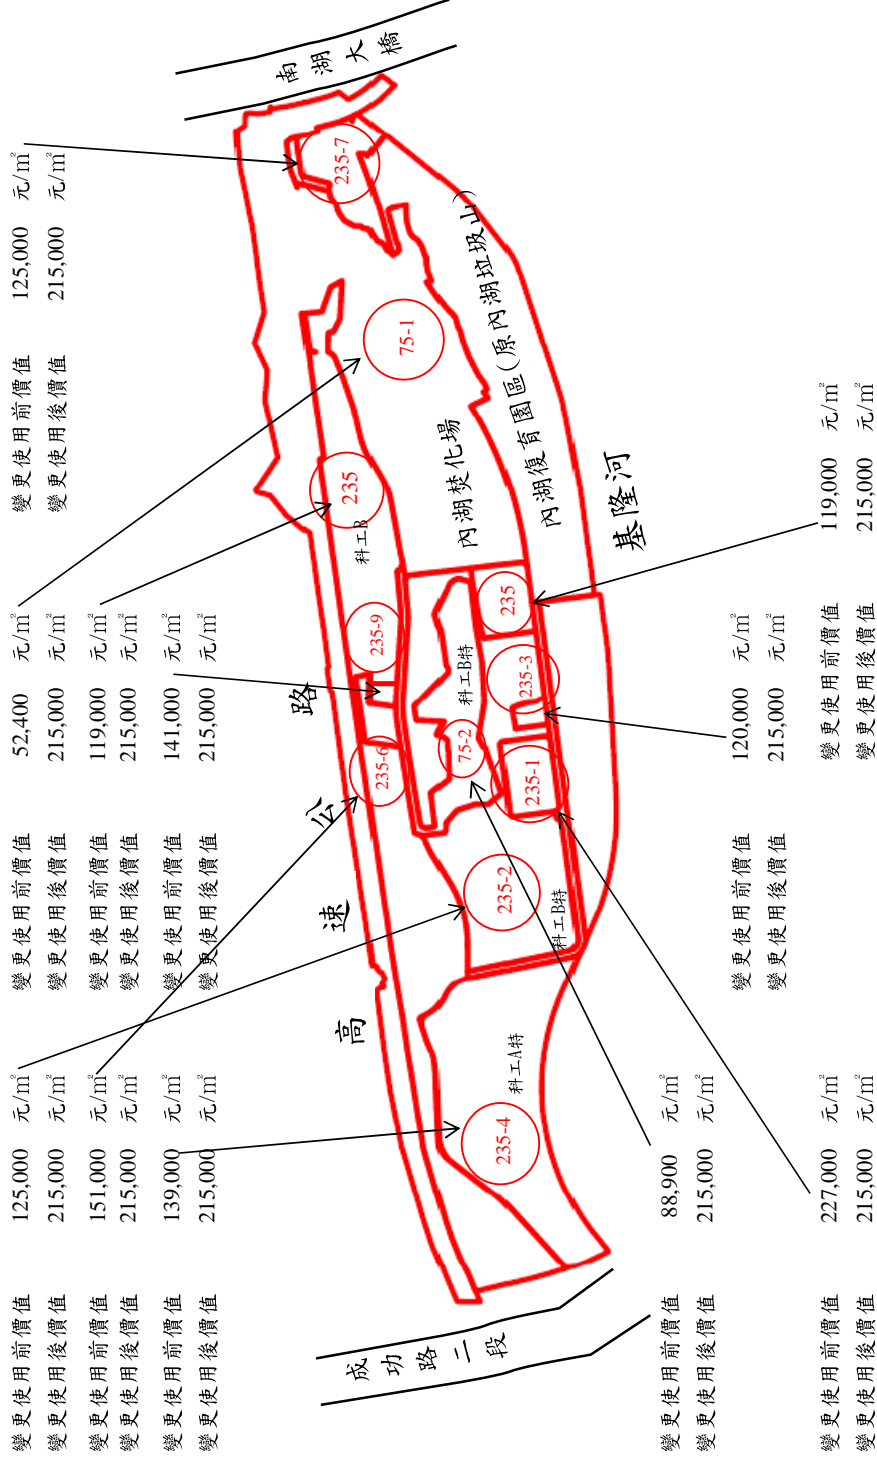 變更使用前價值 125,000 元/m²
變更使用後價值 215,000 元/m²
變更使用前價值 151,000 元/m²
變更使用後價值 215,000 元/m²
變更使用前價值 139,000 元/m²
變更使用後價值 215,000 元/m²
變更使用前價值 52,400 元/m²
變更使用後價值 215,000 元/m²
變更使用前價值 119,000 元/m²
變更使用後價值 215,000 元/m²
變更使用前價值 141,000 元/m²
變更使用後價值 215,000 元/m²
變更使用前價值 125,000 元/m²
變更使用後價值 215,000 元/m²
南湖大橋
高速公路
成功路二段
235-7
75-1
235
科工B
235-9
235-6
內湖焚化場
內湖復育園區(原內湖垃圾山)
基隆河
科工B特
75-2
235
235-3
235-1
235-2
科工B特
科工A特
235-4
變更使用前價值 88,900 元/m²
變更使用後價值 215,000 元/m²
變更使用前價值 120,000 元/m²
變更使用後價值 215,000 元/m²
變更使用前價值 227,000 元/m²
變更使用後價值 215,000 元/m²
變更使用前價值 119,000 元/m²
變更使用後價值 215,000 元/m²